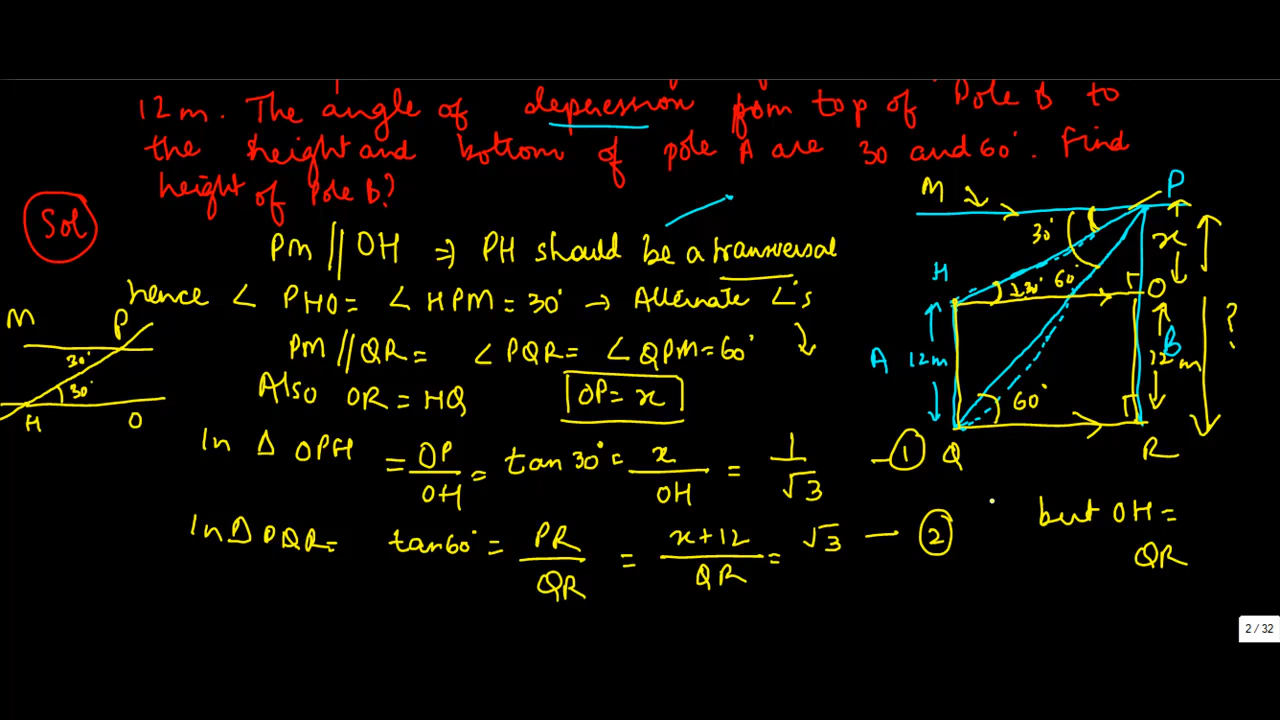 12m. The angle of deperession from top of Pole B to
the height and bottom of pole A are 30 and 60°. Find
height of Pole B?
Sol
PM // OH ⇒ PH should be a transversal
hence ∠ PHO = ∠ HPM = 30° → Alternate ∠'s
PM // QR = ∠ PQR = ∠ QPM = 60°
Also OR = HQ OP = x
In Δ OPH = OP/OH = tan 30° = x/OH = 1/√3 — ①
In Δ PQR = tan 60° = PR/QR = x+12/QR = √3 — ②
but OH =
QR
M P
30°
30°
H O
M P
30° x
H 60° 30° O
A 12m B 12m ?
60°
Q R
2 / 32